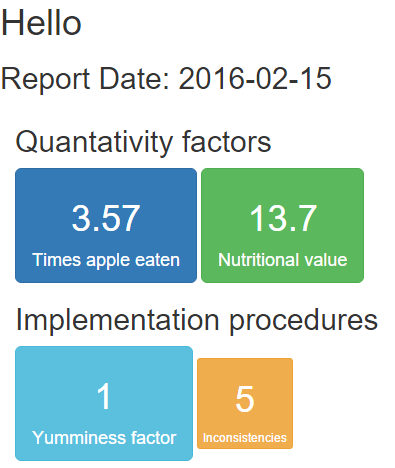 Hello
Report Date: 2016-02-15
Quantativity factors
3.57
Times apple eaten
13.7
Nutritional value
Implementation procedures
1
Yumminess factor
5
Inconsistencies